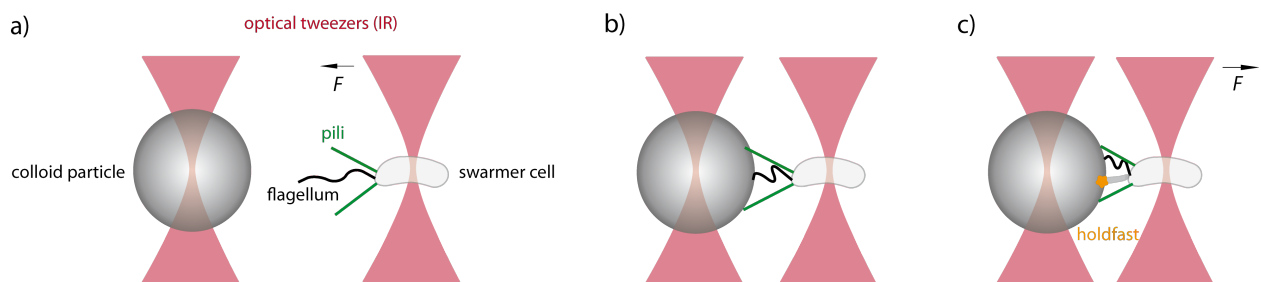 a)
optical tweezers (IR)
F
pili
colloid particle
flagellum
swarmer cell
b)
c)
F
holdfast